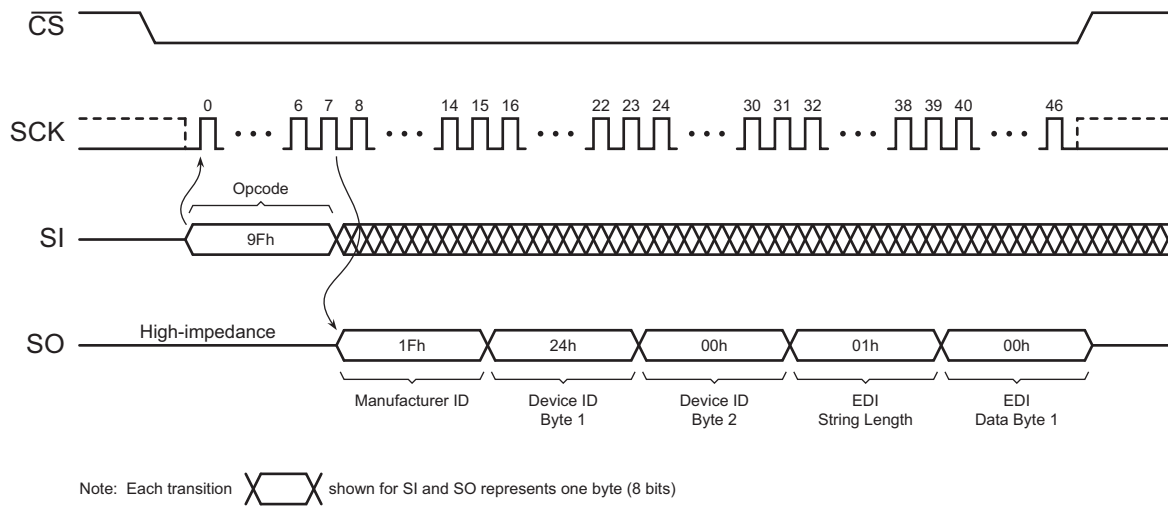 CS
0 6 7 8 14 15 16 22 23 24 30 31 32 38 39 40 46
SCK
Opcode
SI
9Fh
High-impedance
SO
1Fh 24h 00h 01h 00h
Manufacturer ID Device ID Device ID EDI EDI
Byte 1 Byte 2 String Length Data Byte 1
Note: Each transition shown for SI and SO represents one byte (8 bits)